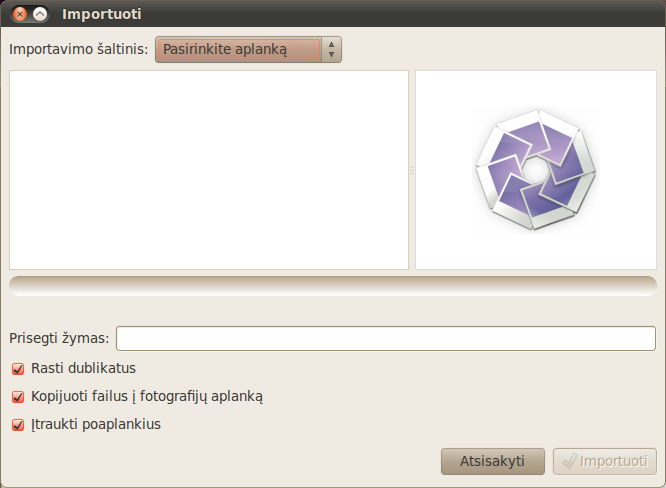 Importuoti
Importavimo šaltinis: Pasirinkite aplanką
Prisegti žymas:
Rasti dublikatus
Kopijuoti failus į fotografijų aplanką
Įtraukti poaplankius
Atsisakyti Importuoti